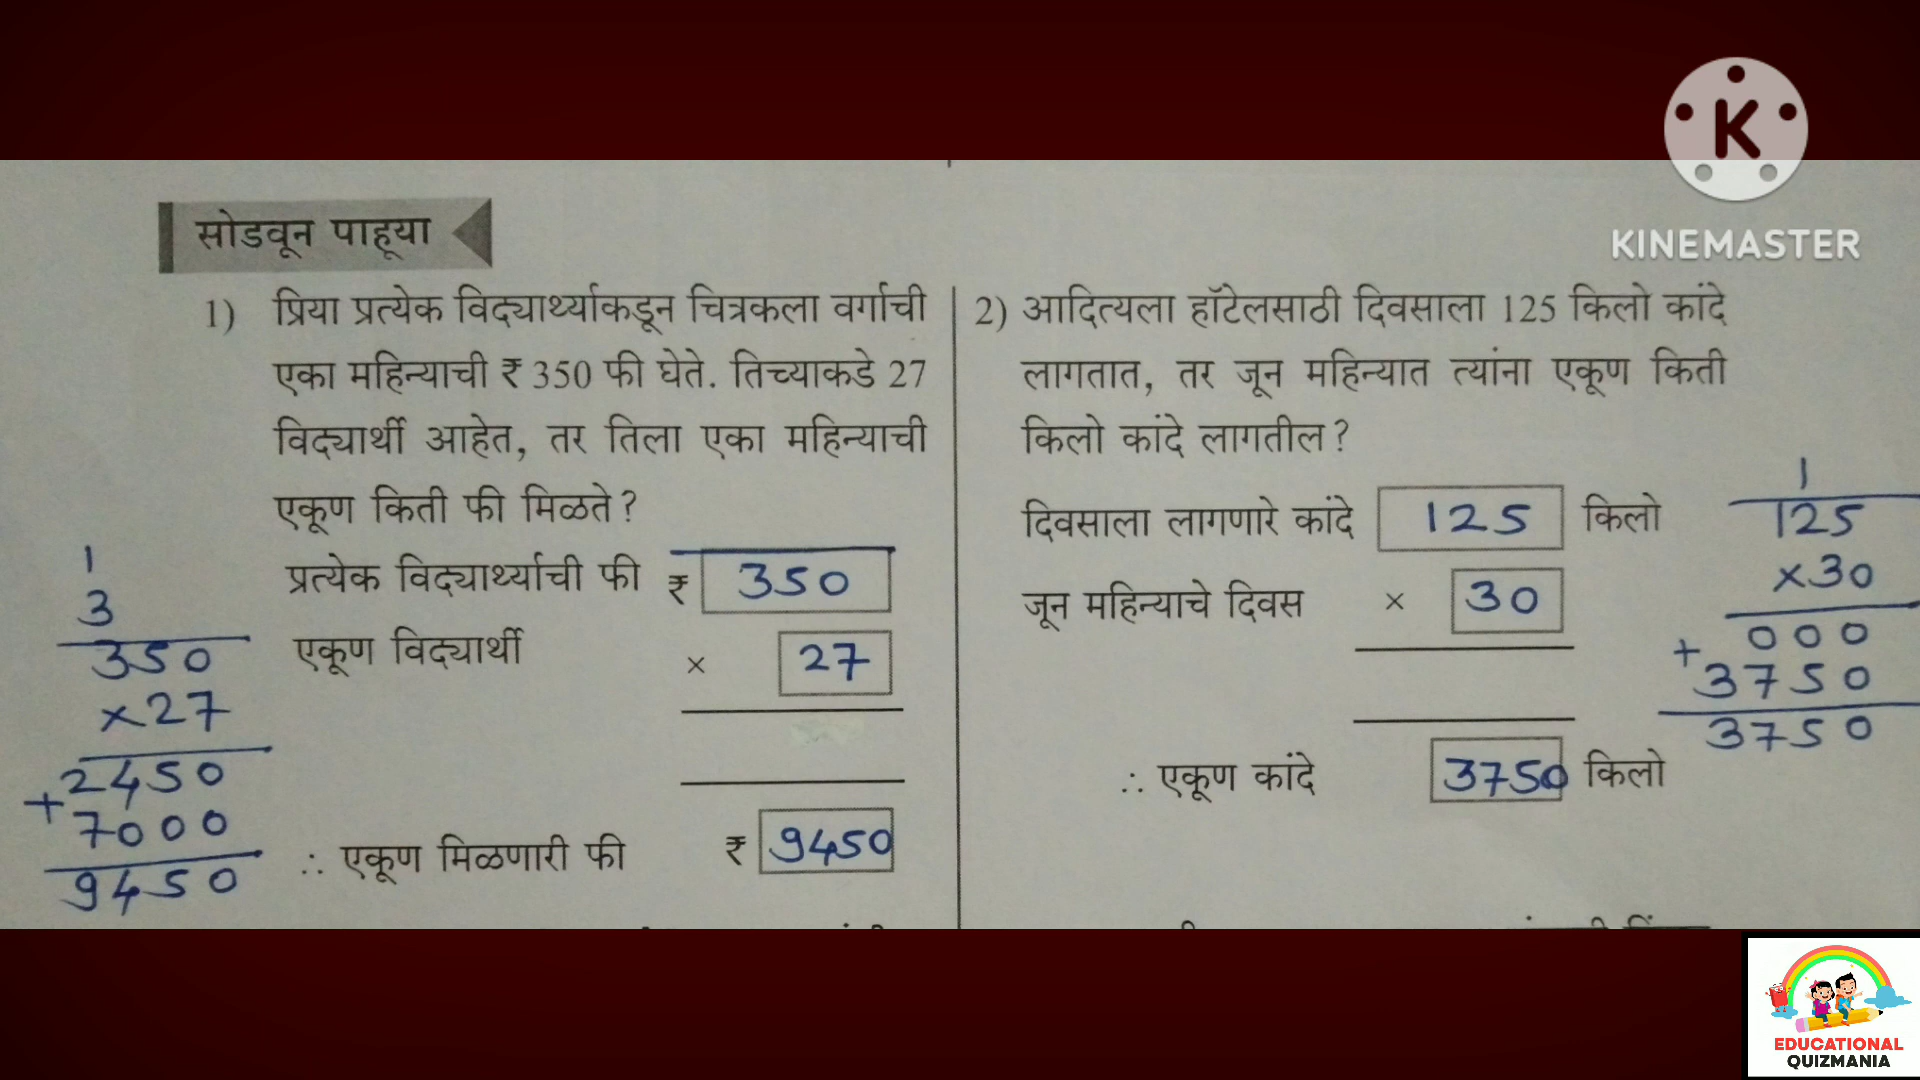 K
KINEMASTER
सोडवून पाहूया
1) प्रिया प्रत्येक विद्यार्थ्याकडून चित्रकला वर्गाची
एका महिन्याची ₹ 350 फी घेते. तिच्याकडे 27
विद्यार्थी आहेत, तर तिला एका महिन्याची
एकूण किती फी मिळते?
प्रत्येक विद्यार्थ्याची फी ₹ 350
एकूण विद्यार्थी × 27
∴ एकूण मिळणारी फी ₹ 9450
1
3
350
×27
2450
+7000
9450
2) आदित्यला हॉटेलसाठी दिवसाला 125 किलो कांदे
लागतात, तर जून महिन्यात त्यांना एकूण किती
किलो कांदे लागतील?
दिवसाला लागणारे कांदे 125 किलो
जून महिन्याचे दिवस × 30
∴ एकूण कांदे 3750 किलो
1
125
×30
000
+3750
3750
EDUCATIONAL
QUIZMANIA